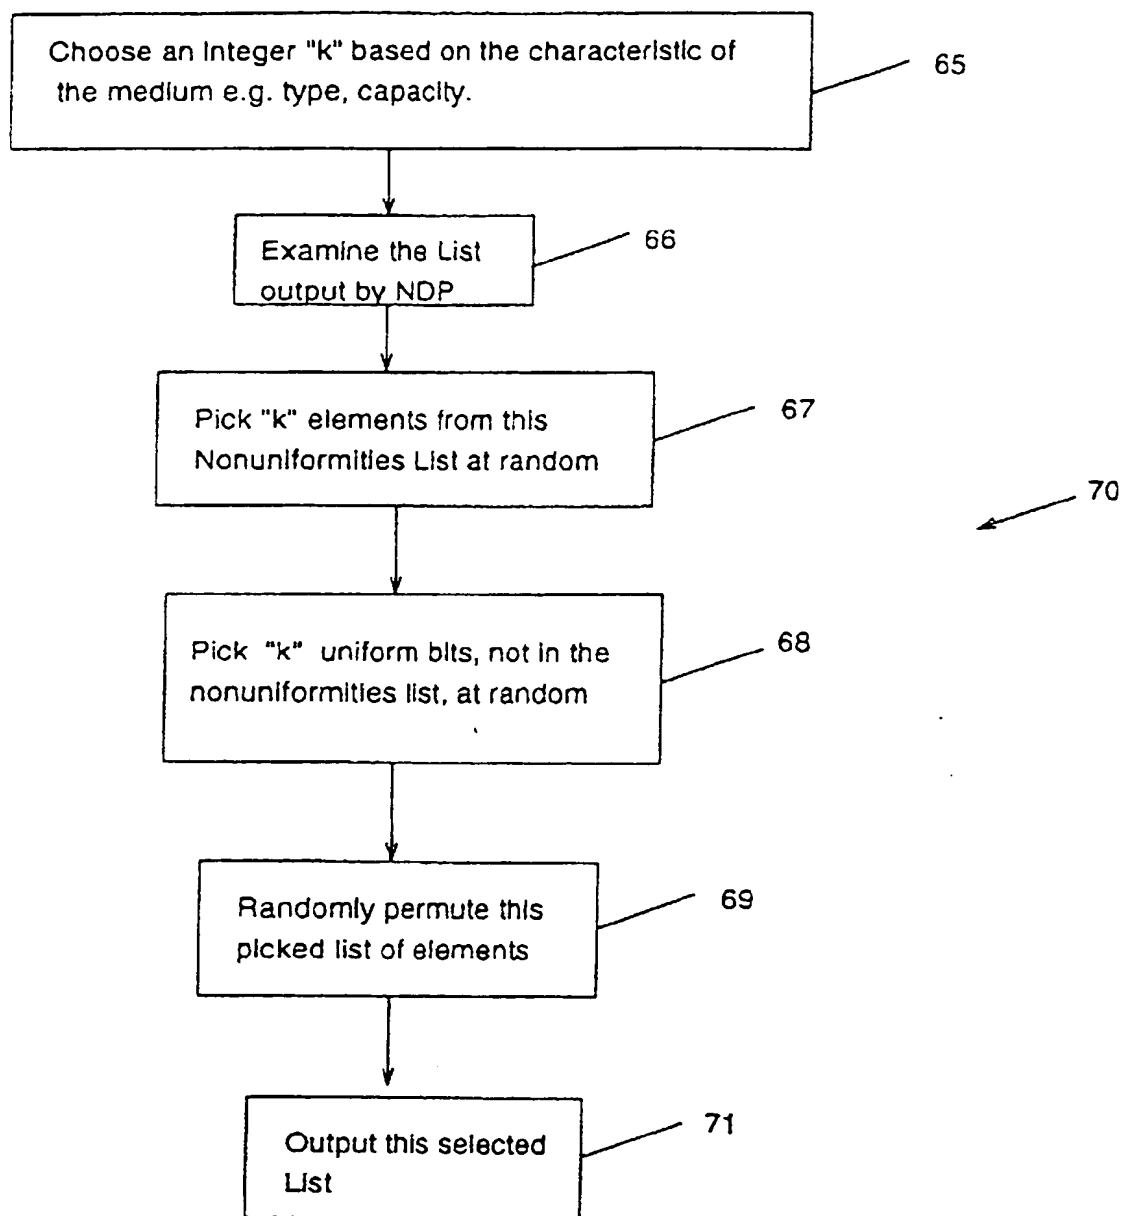 Choose an Integer "k" based on the characteristic of
the medium e.g. type, capacity.
65
Examine the List
output by NDP
66
Pick "k" elements from this
Nonuniformities List at random
67
70
Pick "k" uniform bits, not in the
nonuniformities list, at random
68
Randomly permute this
picked list of elements
69
Output this selected
List
71